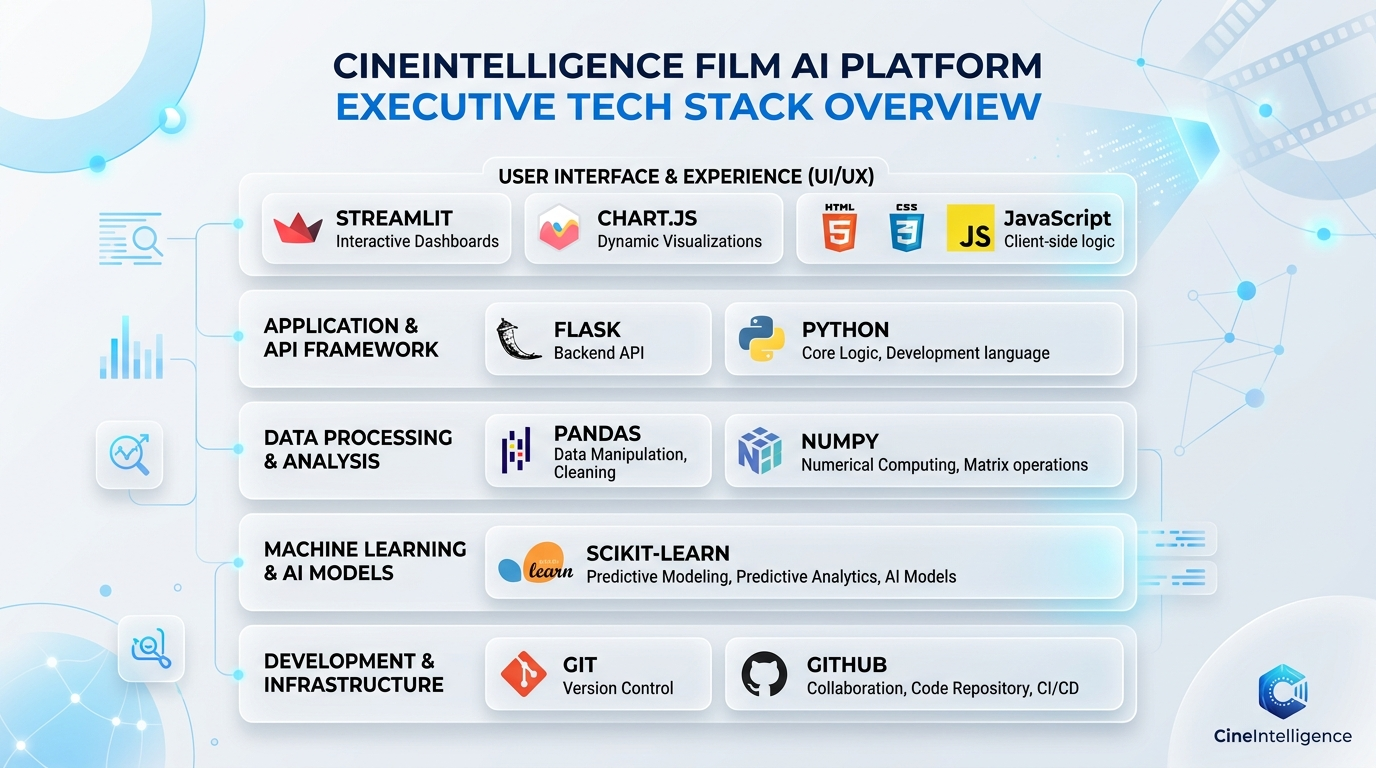 CINEINTELLIGENCE FILM AI PLATFORM
EXECUTIVE TECH STACK OVERVIEW
USER INTERFACE & EXPERIENCE (UI/UX)
STREAMLIT
Interactive Dashboards
CHART.JS
Dynamic Visualizations
HTML
5
CSS
3
JS
JavaScript
Client-side logic
APPLICATION &
API FRAMEWORK
FLASK
Backend API
PYTHON
Core Logic, Development language
DATA PROCESSING
& ANALYSIS
PANDAS
Data Manipulation,
Cleaning
NUMPY
Numerical Computing, Matrix operations
MACHINE LEARNING
& AI MODELS
learn
SCIKIT-LEARN
Predictive Modeling, Predictive Analytics, AI Models
DEVELOPMENT &
INFRASTRUCTURE
GIT
Version Control
GITHUB
Collaboration, Code Repository, CI/CD
CineIntelligence